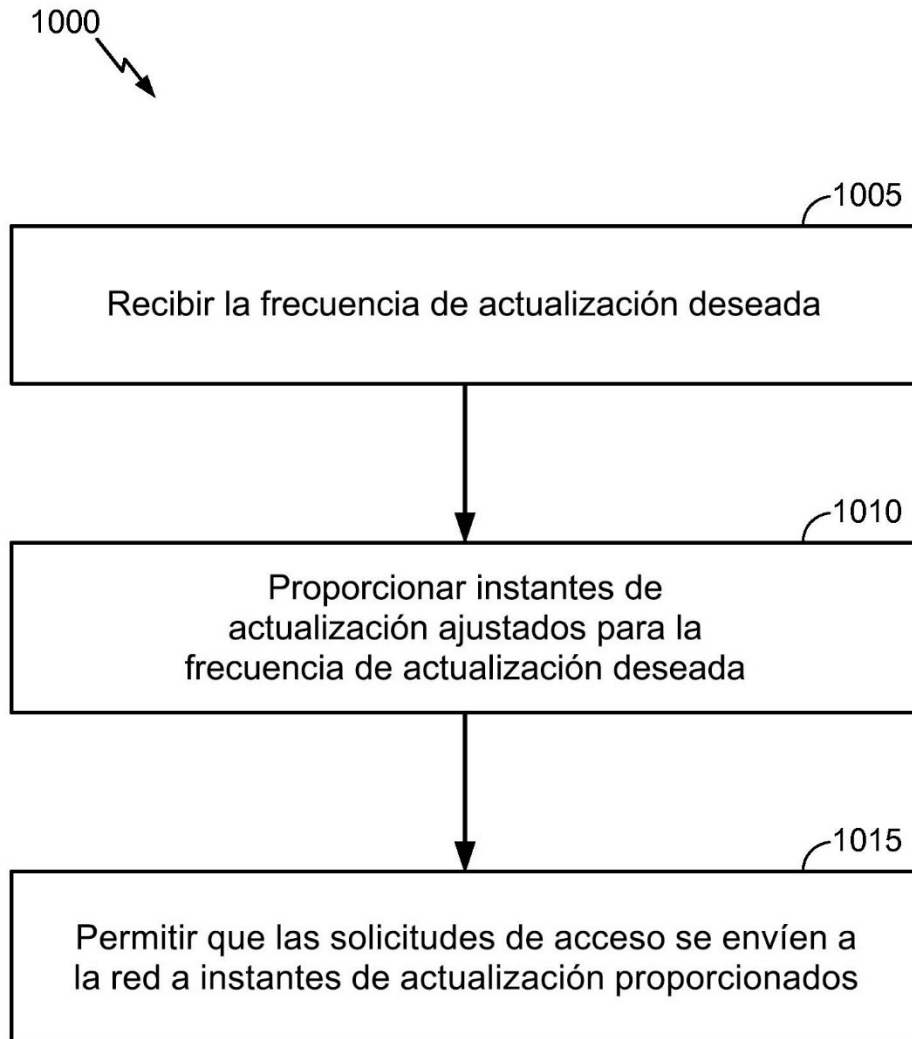 1000
1005
Recibir la frecuencia de actualización deseada
1010
Proporcionar instantes de
actualización ajustados para la
frecuencia de actualización deseada
1015
Permitir que las solicitudes de acceso se envíen a
la red a instantes de actualización proporcionados